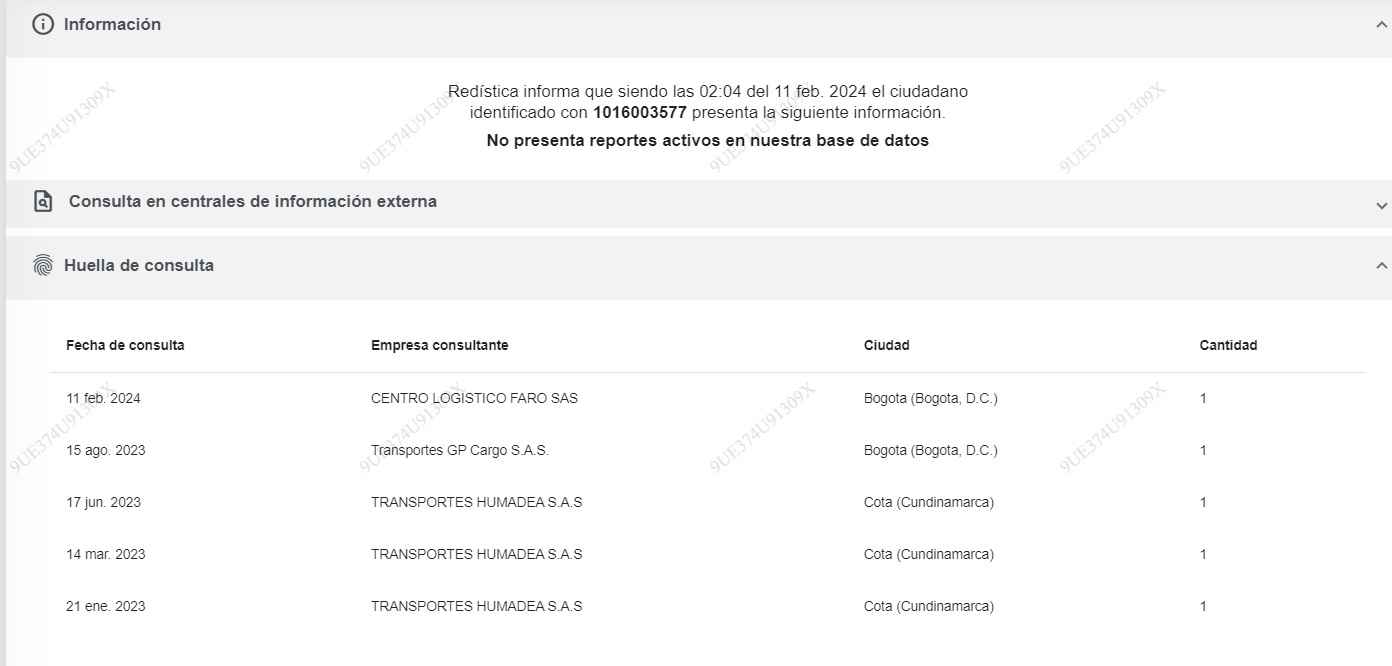 Información
Redística informa que siendo las 02:04 del 11 feb. 2024 el ciudadano
identificado con 1016003577 presenta la siguiente información.
No presenta reportes activos en nuestra base de datos
9UE374U91309X 9UE374U91309X 9UE374U91309X 9UE374U91309X
Consulta en centrales de información externa
Huella de consulta
Fecha de consulta Empresa consultante Ciudad Cantidad
11 feb. 2024 CENTRO LOGÍSTICO FARO SAS Bogota (Bogota, D.C.) 1
15 ago. 2023 Transportes GP Cargo S.A.S. Bogota (Bogota, D.C.) 1
9UE374U91309X 9UE374U91309X 9UE374U91309X 9UE374U91309X
17 jun. 2023 TRANSPORTES HUMADEA S.A.S Cota (Cundinamarca) 1
14 mar. 2023 TRANSPORTES HUMADEA S.A.S Cota (Cundinamarca) 1
21 ene. 2023 TRANSPORTES HUMADEA S.A.S Cota (Cundinamarca) 1